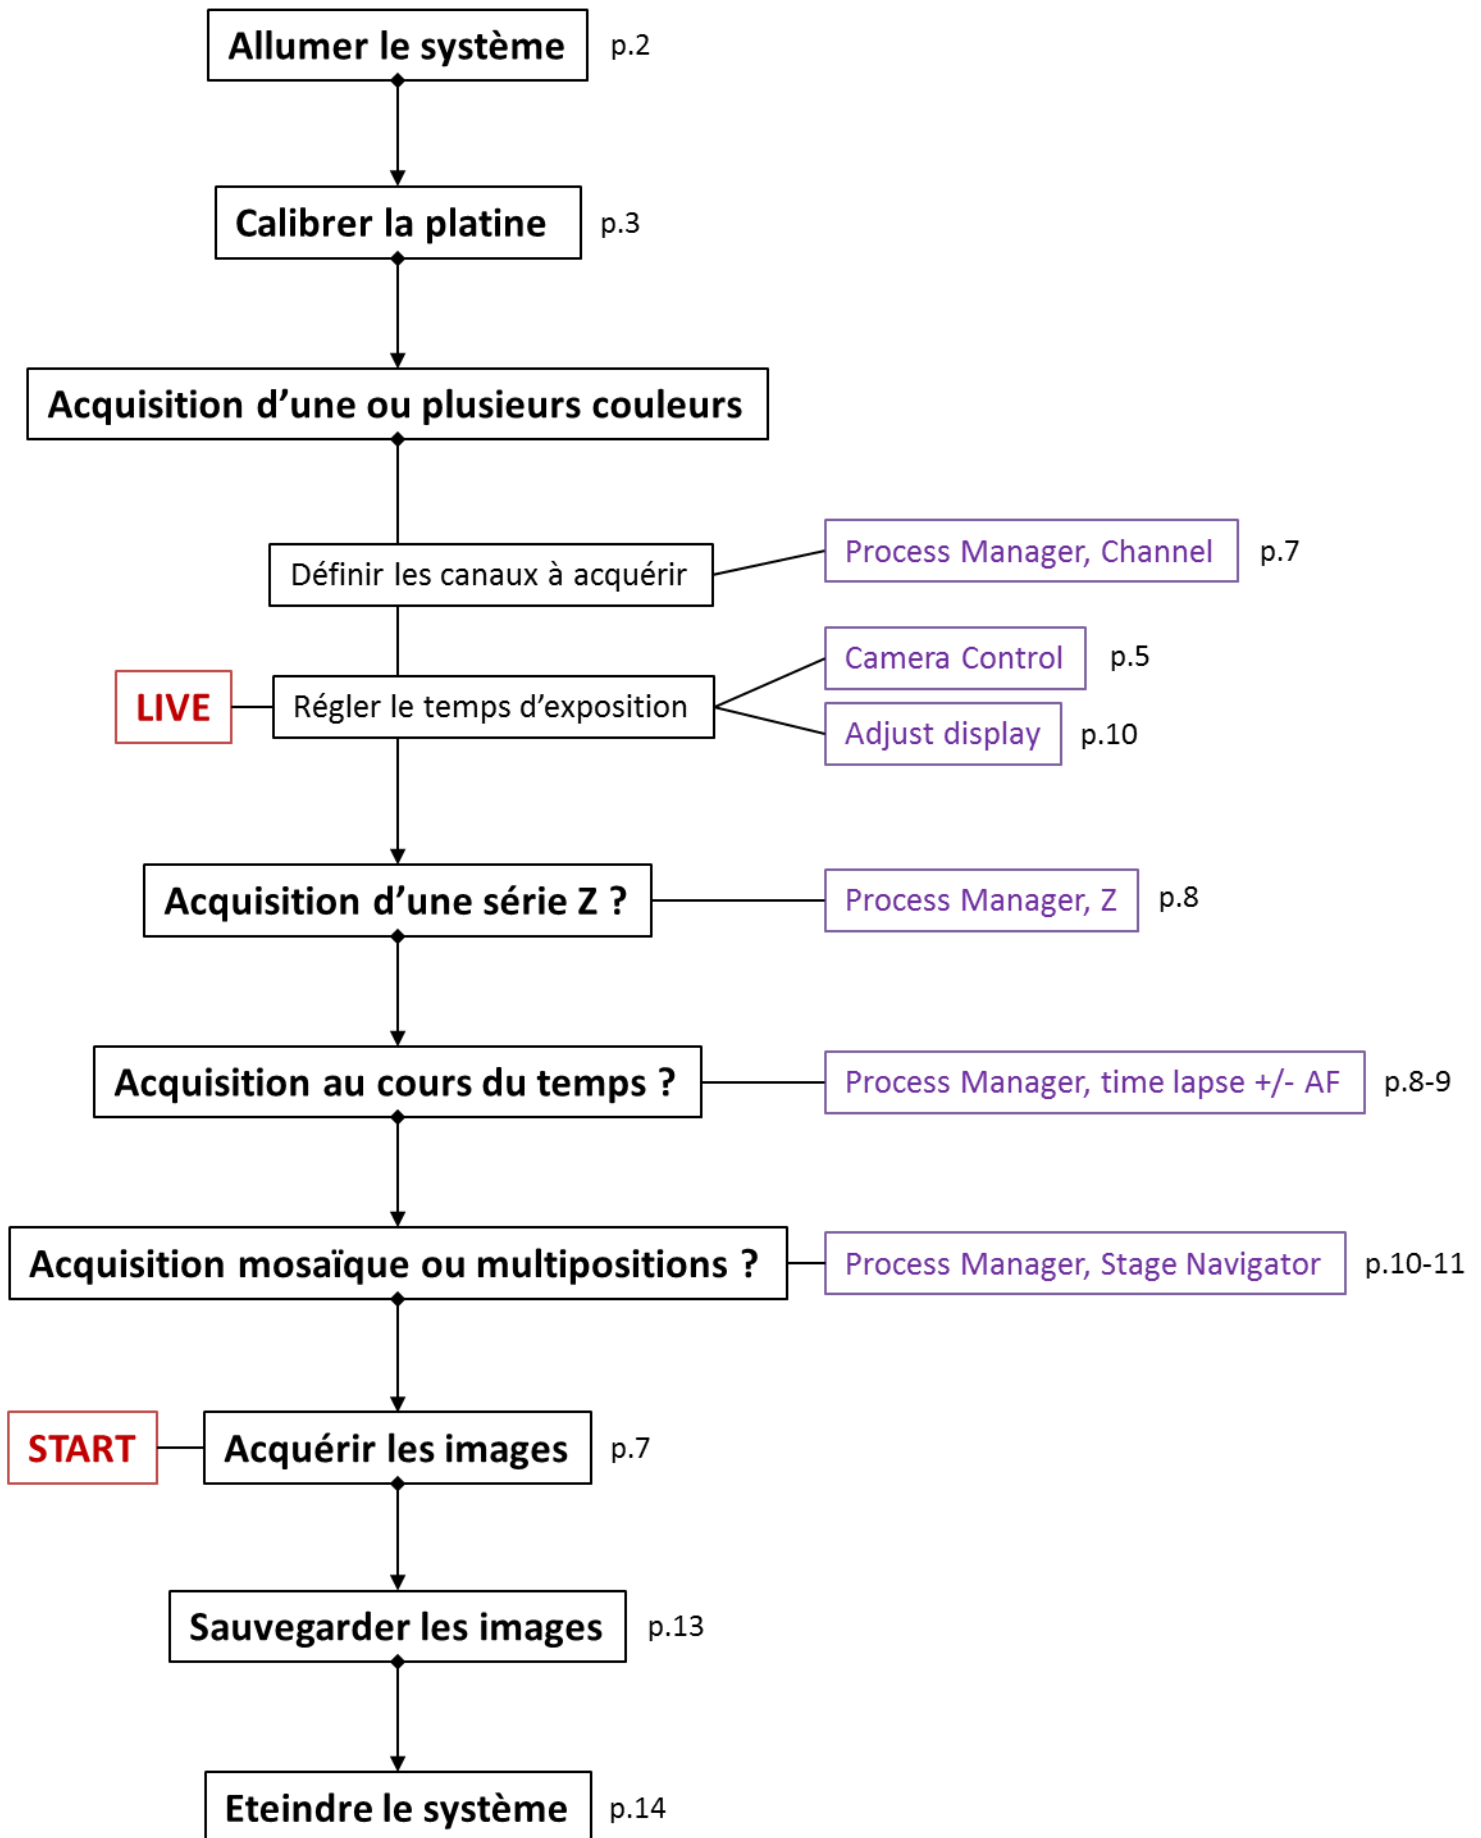 Allumer le système p.2
Calibrer la platine p.3
Acquisition d’une ou plusieurs couleurs
Définir les canaux à acquérir
Process Manager, Channel p.7
LIVE
Régler le temps d’exposition
Camera Control p.5
Adjust display p.10
Acquisition d’une série Z ?
Process Manager, Z p.8
Acquisition au cours du temps ?
Process Manager, time lapse +/- AF p.8-9
Acquisition mosaïque ou multipositions ?
Process Manager, Stage Navigator p.10-11
START
Acquérir les images p.7
Sauvegarder les images p.13
Eteindre le système p.14